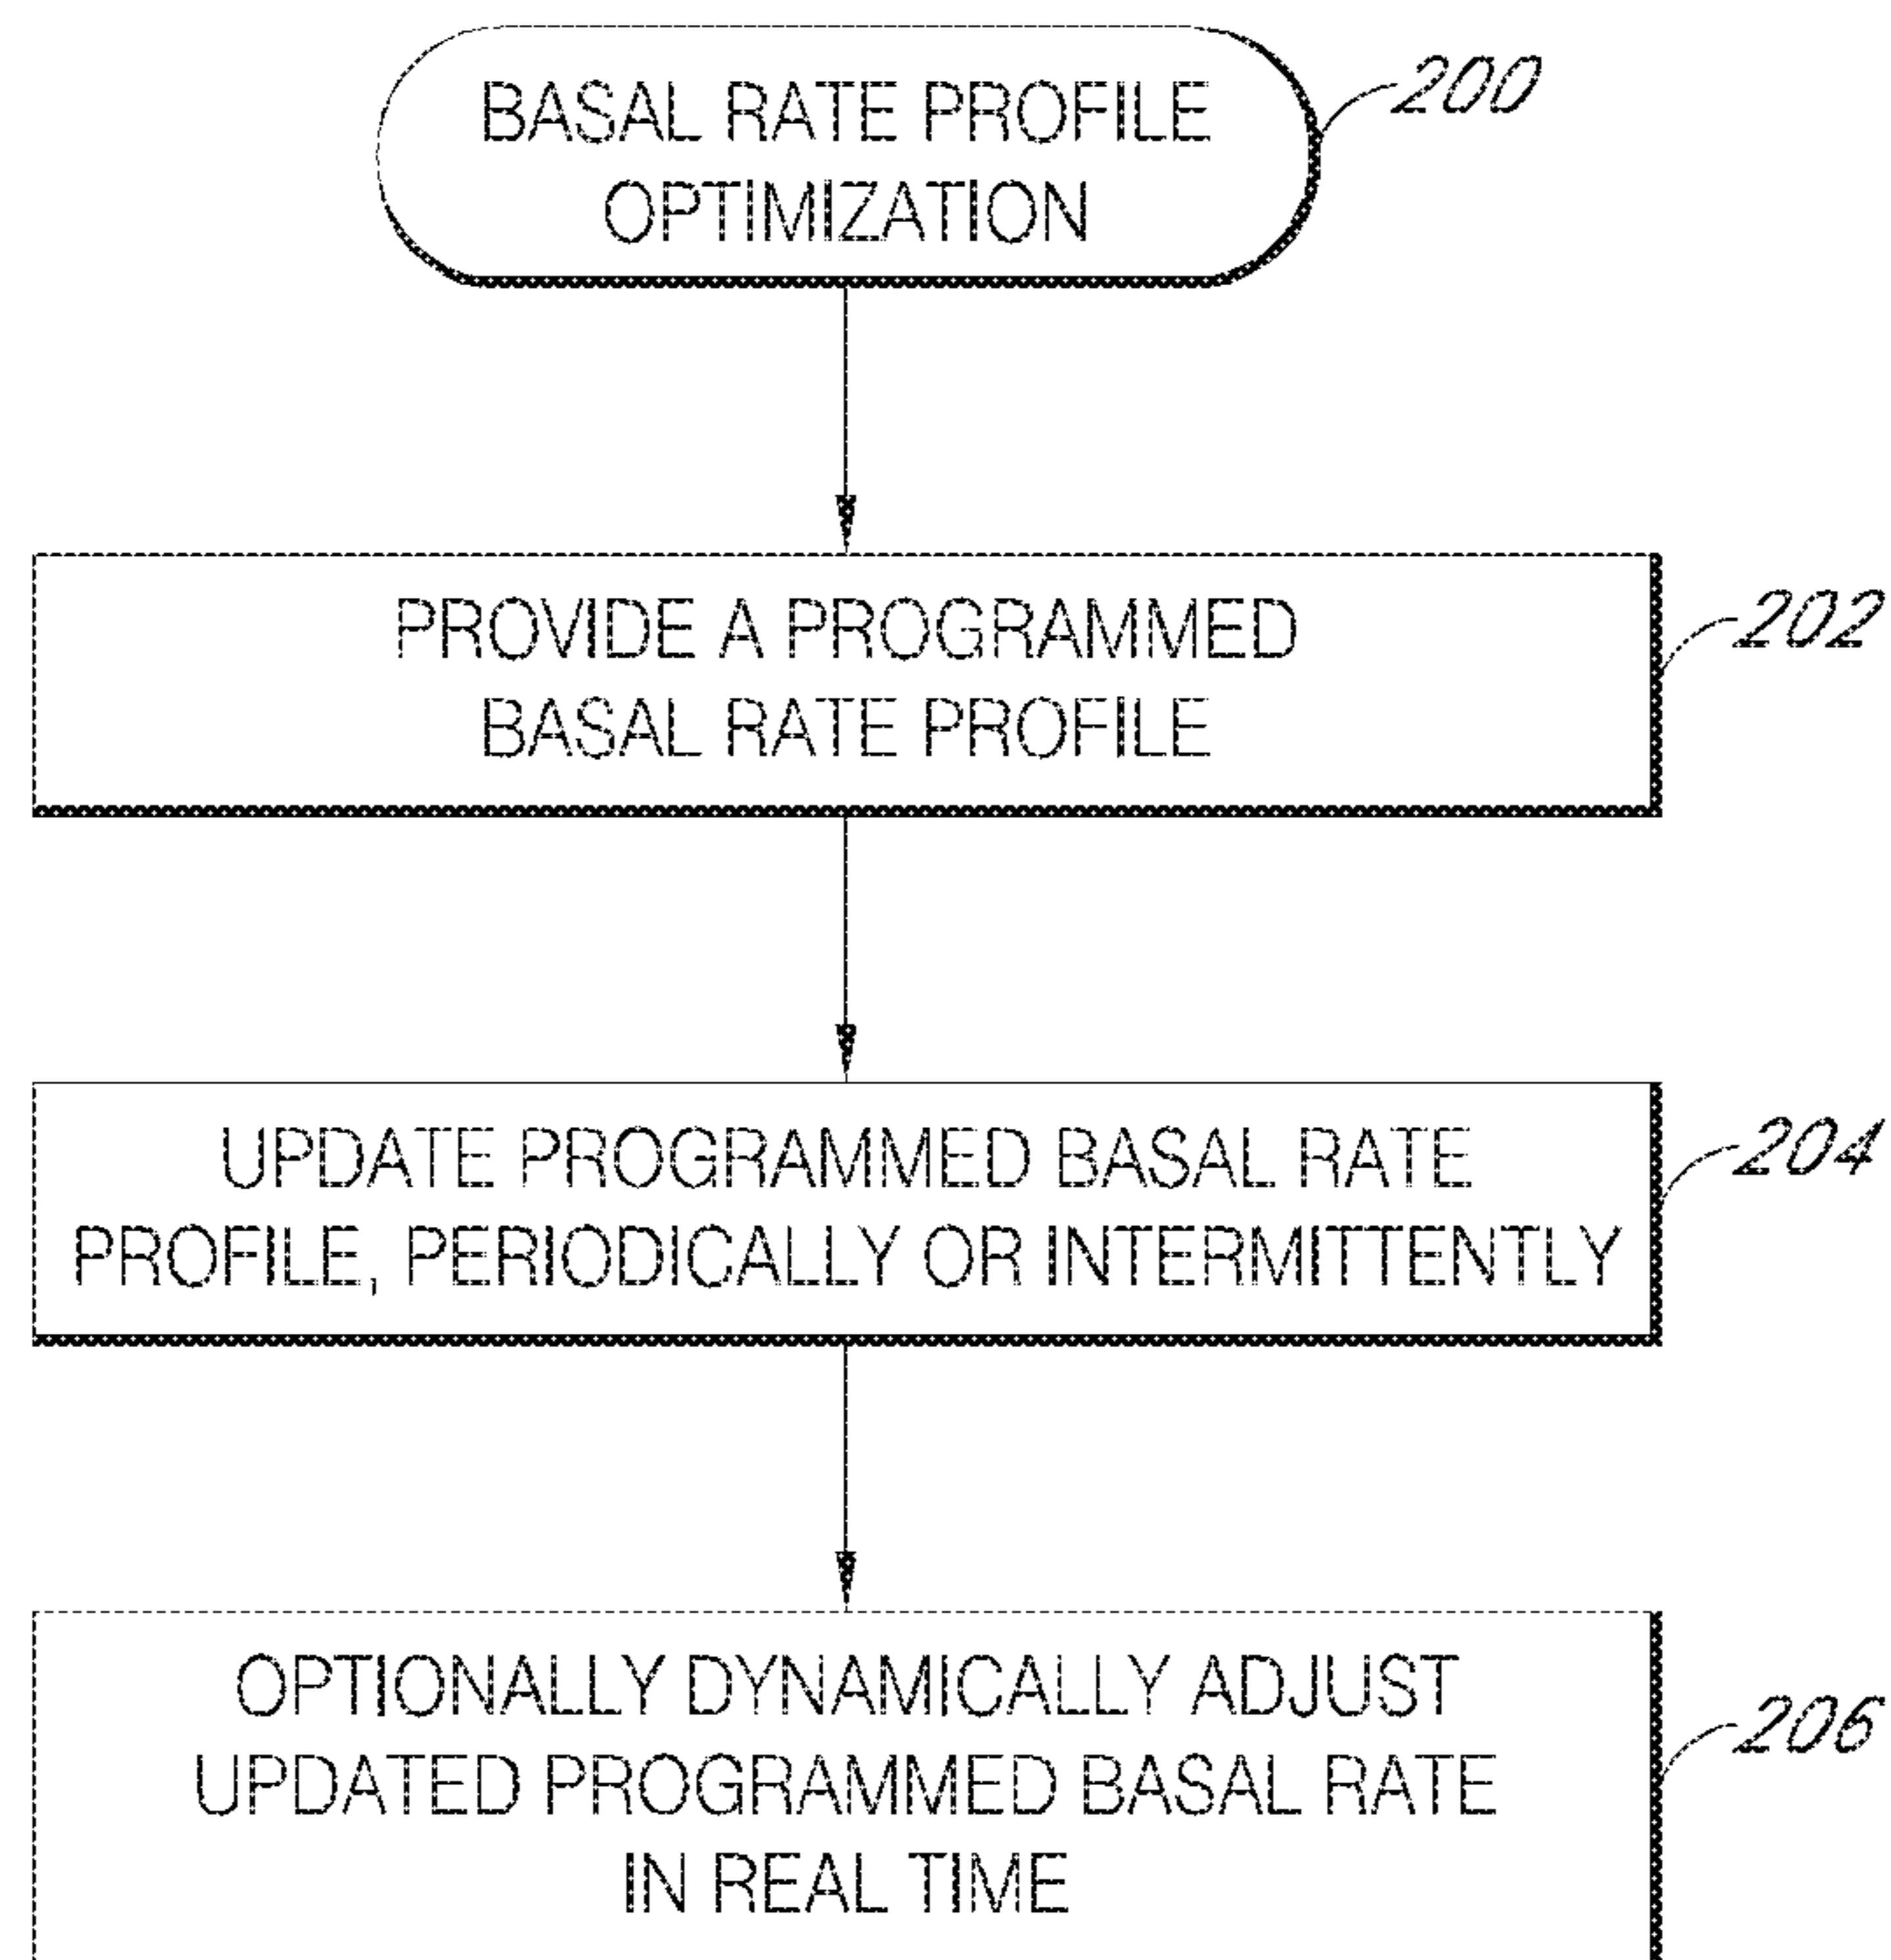 BASAL RATE PROFILE
OPTIMIZATION
200
PROVIDE A PROGRAMMED
BASAL RATE PROFILE
202
UPDATE PROGRAMMED BASAL RATE
PROFILE, PERIODICALLY OR INTERMITTENTLY
204
OPTIONALLY DYNAMICALLY ADJUST
UPDATED PROGRAMMED BASAL RATE
IN REAL TIME
206